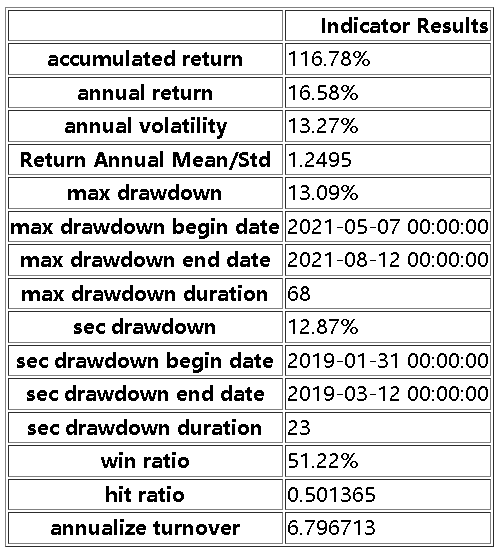 Indicator Results
accumulated return 116.78%
annual return 16.58%
annual volatility 13.27%
Return Annual Mean/Std 1.2495
max drawdown 13.09%
max drawdown begin date 2021-05-07 00:00:00
max drawdown end date 2021-08-12 00:00:00
max drawdown duration 68
sec drawdown 12.87%
sec drawdown begin date 2019-01-31 00:00:00
sec drawdown end date 2019-03-12 00:00:00
sec drawdown duration 23
win ratio 51.22%
hit ratio 0.501365
annualize turnover 6.796713